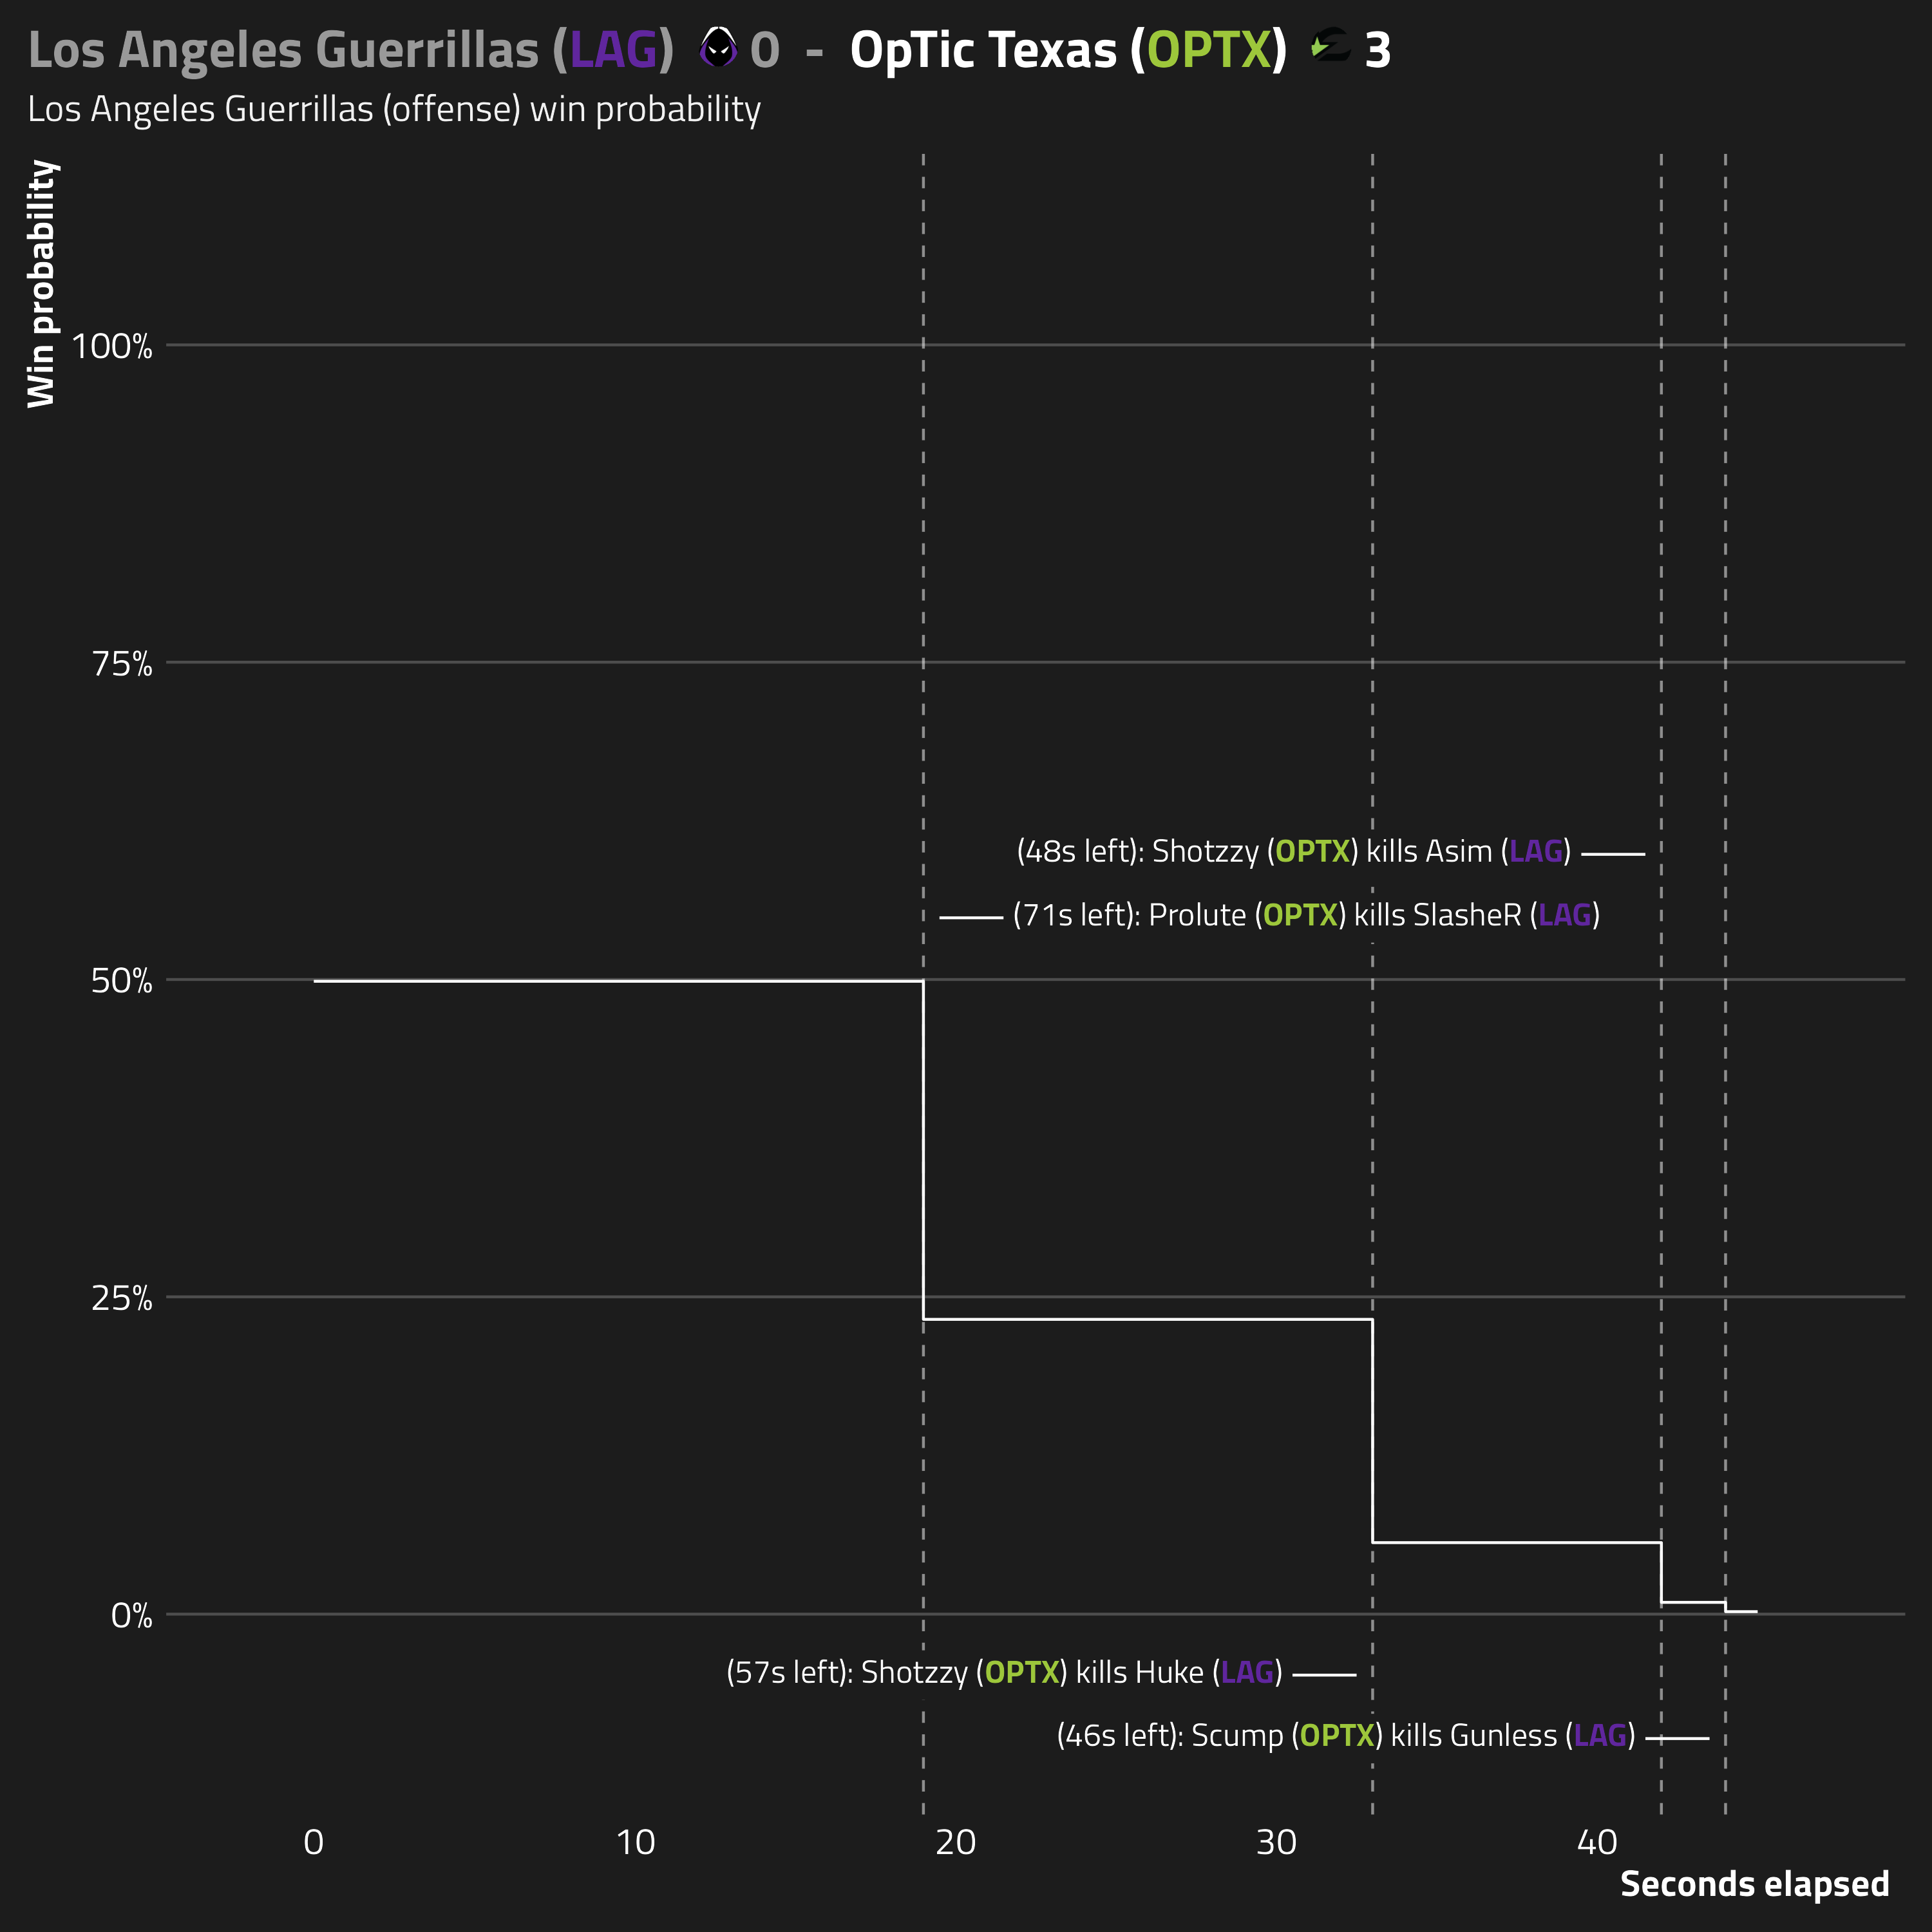 Los Angeles Guerrillas (LAG) 0 - OpTic Texas (OPTX) 3
Los Angeles Guerrillas (offense) win probability
Win probability
100%
75%
(48s left): Shotzzy (OPTX) kills Asim (LAG)
(71s left): Prolute (OPTX) kills SlasheR (LAG)
50%
25%
0%
(57s left): Shotzzy (OPTX) kills Huke (LAG)
(46s left): Scump (OPTX) kills Gunless (LAG)
0 10 20 30 40
Seconds elapsed